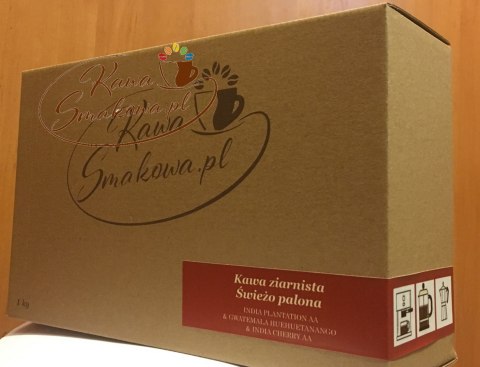 Kawa
Smakowa.pl
Kawa
Smakowa.pl
1 kg
Kawa ziarnista
Świeżo palona
INDIA PLANTATION AA
& GWATEMALA HUEHUETANANGO
& INDIA CHERRY AA